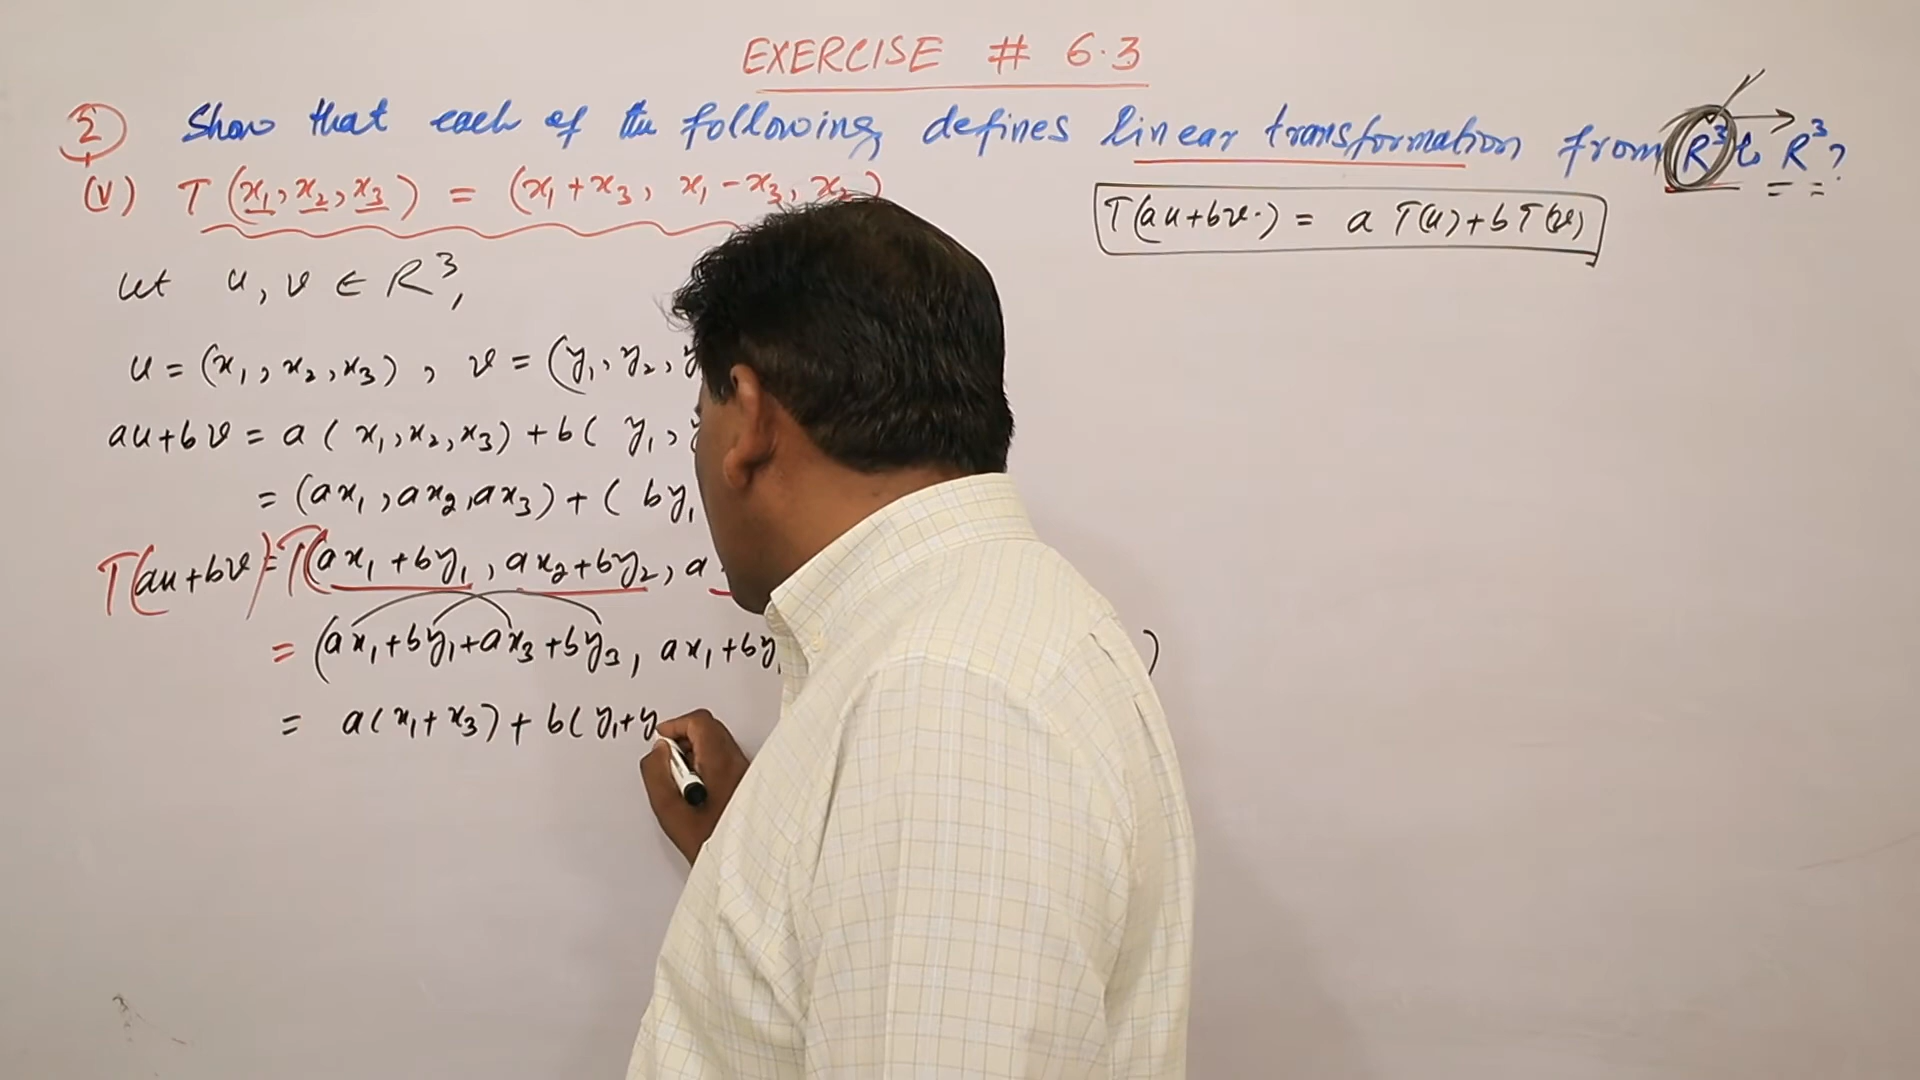 EXERCISE # 6.3
2 Show that each of the following defines linear transformation from R³ to R³?
(V) T(x₁, x₂, x₃) = (x₁ + x₃, x₁ - x₃, x₂)
T(au+bv) = a T(u) + b T(v)
Let u, v ∈ R³,
u = (x₁, x₂, x₃), v = (y₁, y₂, y
au+bv = a(x₁, x₂, x₃) + b(y₁, y
= (ax₁, ax₂, ax₃) + (by₁
T(au+bv) = T(ax₁ + by₁, ax₂ + by₂, a
= (ax₁ + by₁ + ax₃ + by₃, ax₁ + by₁ )
= a(x₁ + x₃) + b(y₁ + y